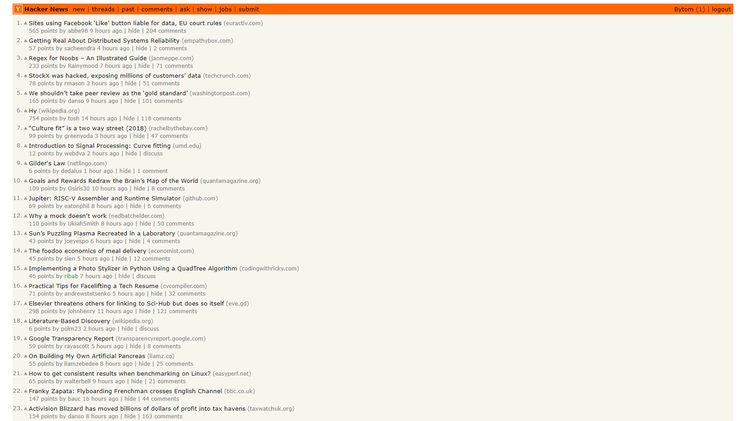 Y Hacker News new | threads | past | comments | ask | show | jobs | submit Bytom (1) | logout
1. Sites using Facebook 'Like' button liable for data, EU court rules (euractiv.com)
565 points by abbe98 9 hours ago | hide | 204 comments
2. Getting Real About Distributed Systems Reliability (empathybox.com)
57 points by sacheendra 4 hours ago | hide | 2 comments
3. Regex for Noobs – An Illustrated Guide (janmeppe.com)
233 points by Rainymood 7 hours ago | hide | 71 comments
4. StockX was hacked, exposing millions of customers' data (techcrunch.com)
78 points by rmason 3 hours ago | hide | 51 comments
5. We shouldn't take peer review as the 'gold standard' (washingtonpost.com)
165 points by danso 9 hours ago | hide | 101 comments
6. Hy (wikipedia.org)
754 points by tosh 14 hours ago | hide | 118 comments
7. "Culture fit" is a two way street (2018) (rachelbythebay.com)
99 points by greenyoda 3 hours ago | hide | 47 comments
8. Introduction to Signal Processing: Curve fitting (umd.edu)
12 points by webdva 2 hours ago | hide | discuss
9. Gilder's Law (netlingo.com)
6 points by dedalus 1 hour ago | hide | 1 comment
10. Goals and Rewards Redraw the Brain's Map of the World (quantamagazine.org)
109 points by Osiris30 10 hours ago | hide | 8 comments
11. Jupiter: RISC-V Assembler and Runtime Simulator (github.com)
69 points by eatonphil 8 hours ago | hide | 6 comments
12. Why a mock doesn't work (nedbatchelder.com)
110 points by UkiahSmith 8 hours ago | hide | 50 comments
13. Sun's Puzzling Plasma Recreated in a Laboratory (quantamagazine.org)
43 points by joeyespo 6 hours ago | hide | 4 comments
14. The foodoo economics of meal delivery (economist.com)
45 points by sien 5 hours ago | hide | 12 comments
15. Implementing a Photo Stylizer in Python Using a QuadTree Algorithm (codingwithricky.com)
46 points by ribab 7 hours ago | hide | discuss
16. Practical Tips for Facelifting a Tech Resume (cvcompiler.com)
71 points by andrewstetsenko 5 hours ago | hide | 32 comments
17. Elsevier threatens others for linking to Sci-Hub but does so itself (eve.gd)
298 points by Johnhenry 11 hours ago | hide | 121 comments
18. Literature-Based Discovery (wikipedia.org)
6 points by polm23 2 hours ago | hide | discuss
19. Google Transparency Report (transparencyreport.google.com)
59 points by rayascott 5 hours ago | hide | 8 comments
20. On Building My Own Artificial Pancreas (liamz.co)
55 points by liamzebedee 8 hours ago | hide | 25 comments
21. How to get consistent results when benchmarking on Linux? (easyperf.net)
65 points by walterbell 9 hours ago | hide | 21 comments
22. Franky Zapata: Flyboarding Frenchman crosses English Channel (bbc.co.uk)
147 points by bauc 16 hours ago | hide | 44 comments
23. Activision Blizzard has moved billions of dollars of profit into tax havens (taxwatchuk.org)
154 points by danso 8 hours ago | hide | 163 comments